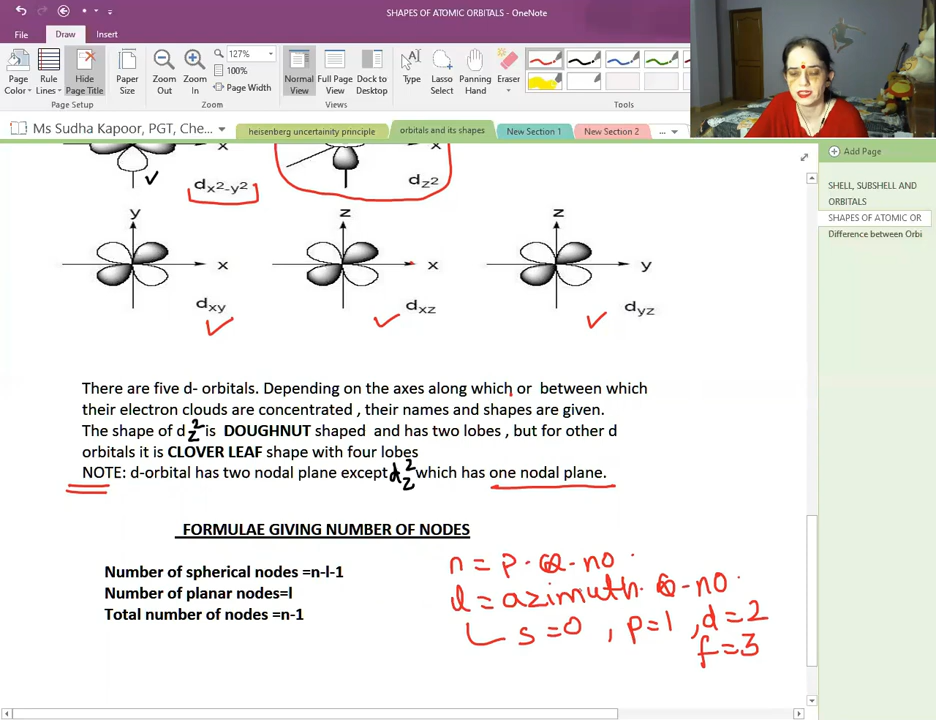 SHAPES OF ATOMIC ORBITALS - OneNote
File Draw Insert
Page Color Rule Lines Hide Page Title Paper Size Zoom Out Zoom In 127% 100% Page Width Normal View Full Page View Dock to Desktop Type Lasso Select Panning Hand Eraser
Page Setup Zoom Views Tools
Ms Sudha Kapoor, PGT, Che... heisenberg uncertainity principle orbitals and its shapes New Section 1 New Section 2 ...
Add Page
SHELL, SUBSHELL AND ORBITALS
SHAPES OF ATOMIC OR
Difference between Orbi
x x
dx2-y2 dz2
y z z
x x y
dxy dxz dyz
There are five d- orbitals. Depending on the axes along which or between which
their electron clouds are concentrated , their names and shapes are given.
The shape of d z2 is DOUGHNUT shaped and has two lobes , but for other d
orbitals it is CLOVER LEAF shape with four lobes
NOTE: d-orbital has two nodal plane except dz2 which has one nodal plane.
FORMULAE GIVING NUMBER OF NODES
Number of spherical nodes =n-l-1
Number of planar nodes=l
Total number of nodes =n-1
n = p. Q. no.
l = azimuth. Q. no.
s = 0 , p = 1 , d = 2
f = 3